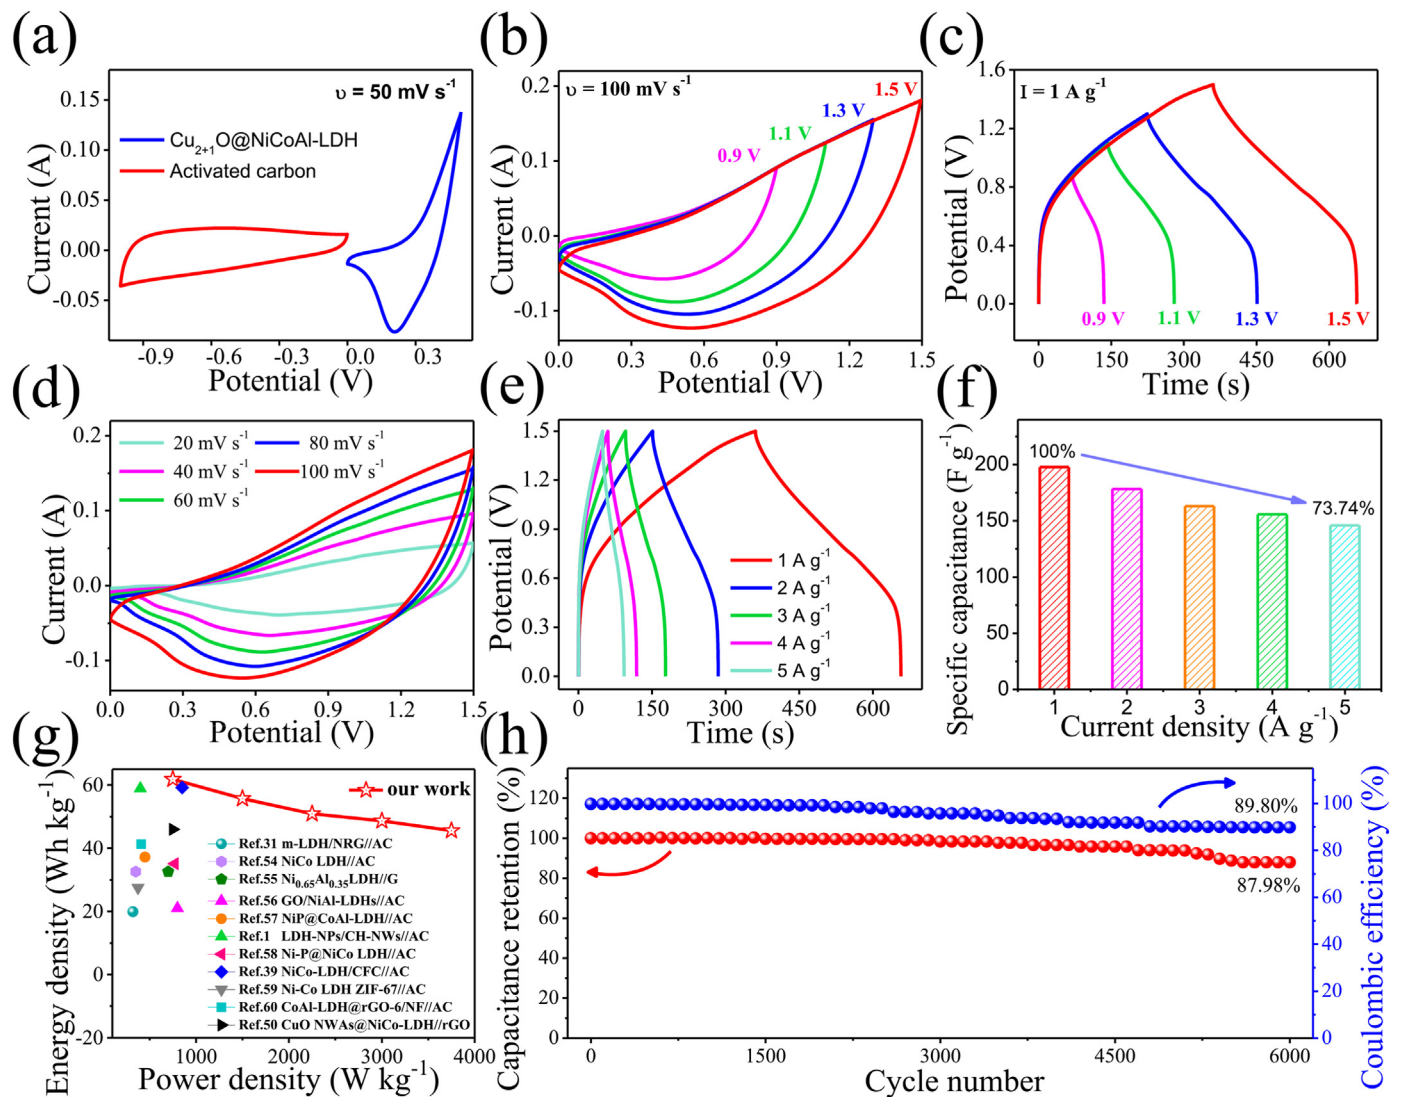 (a)
υ = 50 mV s-1
Cu2+1O@NiCoAl-LDH
Activated carbon
Current (A)
0.15
0.10
0.05
0.00
-0.05
-0.9 -0.6 -0.3 0.0 0.3
Potential (V)
(b)
υ = 100 mV s-1
1.5 V
1.3 V
1.1 V
0.9 V
Current (A)
0.2
0.1
0.0
-0.1
0.0 0.3 0.6 0.9 1.2 1.5
Potential (V)
(c)
I = 1 A g-1
Potential (V)
1.6
1.2
0.8
0.4
0.0
0.9 V 1.1 V 1.3 V 1.5 V
0 150 300 450 600
Time (s)
(d)
20 mV s-1 80 mV s-1
40 mV s-1 100 mV s-1
60 mV s-1
Current (A)
0.2
0.1
0.0
-0.1
0.0 0.3 0.6 0.9 1.2 1.5
Potential (V)
(e)
Potential (V)
1.5
1.2
0.9
0.6
0.3
0.0
1 A g-1
2 A g-1
3 A g-1
4 A g-1
5 A g-1
0 150 300 450 600
Time (s)
(f)
Specific capacitance (F g-1)
200
150
100
50
0
100%
73.74%
1 2 3 4 5
Current density (A g-1)
(g)
Energy density (Wh kg-1)
60
40
20
0
-20
our work
Ref.31 m-LDH/NRG//AC
Ref.54 NiCo LDH//AC
Ref.55 Ni0.65Al0.35LDH//G
Ref.56 GO/NiAl-LDHs//AC
Ref.57 NiP@CoAl-LDH//AC
Ref.1 LDH-NPs/CH-NWs//AC
Ref.58 Ni-P@NiCo LDH//AC
Ref.39 NiCo-LDH/CFC//AC
Ref.59 Ni-Co LDH ZIF-67//AC
Ref.60 CoAl-LDH@rGO-6/NF//AC
Ref.50 CuO NWAs@NiCo-LDH//rGO
1000 2000 3000 4000
Power density (W kg-1)
(h)
Capacitance retention (%)
120
100
80
60
40
20
0
89.80%
87.98%
100
80
60
40
20
0
Coulombic efficiency (%)
0 1500 3000 4500 6000
Cycle number